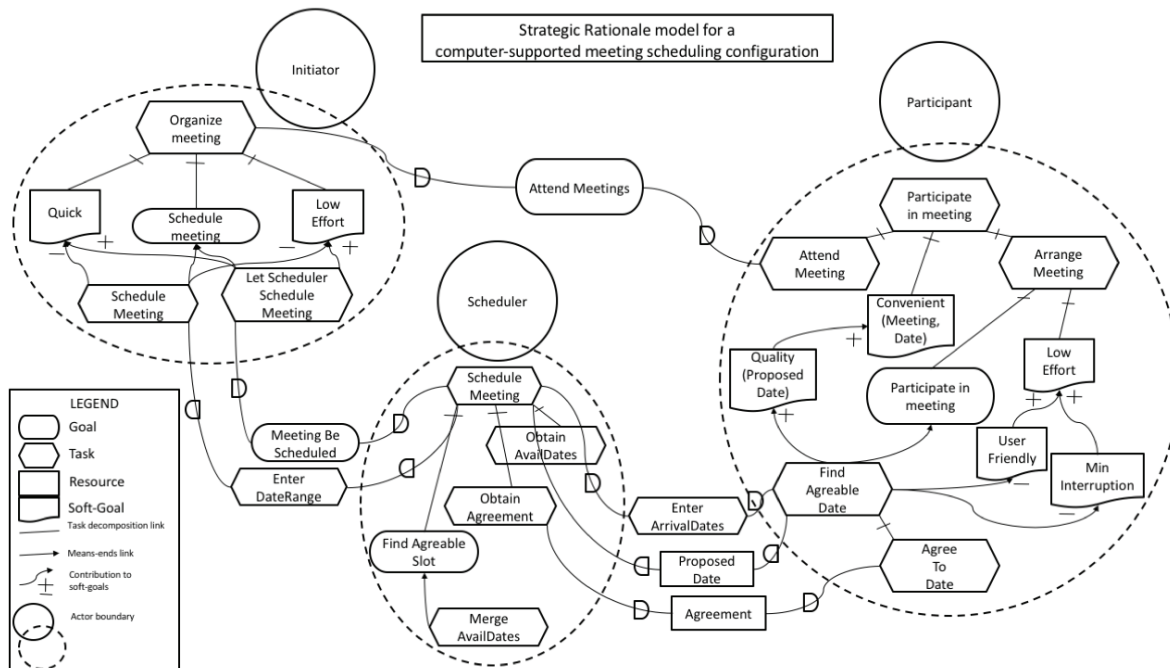 Strategic Rationale model for a
computer-supported meeting scheduling configuration
Initiator
Organize
meeting
Quick
Schedule
meeting
Low
Effort
Schedule
Meeting
Let Scheduler
Schedule
Meeting
D
Attend Meetings
D
Participant
Participate
in meeting
Attend
Meeting
Arrange
Meeting
Convenient
(Meeting,
Date)
Quality
(Proposed
Date)
Participate
in meeting
Low
Effort
User
Friendly
Min
Interruption
Find
Agreable
Date
Agree
To
Date
Scheduler
Schedule
Meeting
Obtain
AvailDates
Obtain
Agreement
Find Agreable
Slot
Merge
AvailDates
D
D
Meeting Be
Scheduled
D
D
Enter
DateRange
D
Enter
ArrivalDates
D
D
Proposed
Date
D
D
Agreement
D
LEGEND
Goal
Task
Resource
Soft-Goal
Task decomposition link
Means-ends link
Contribution to
soft-goals
Actor boundary